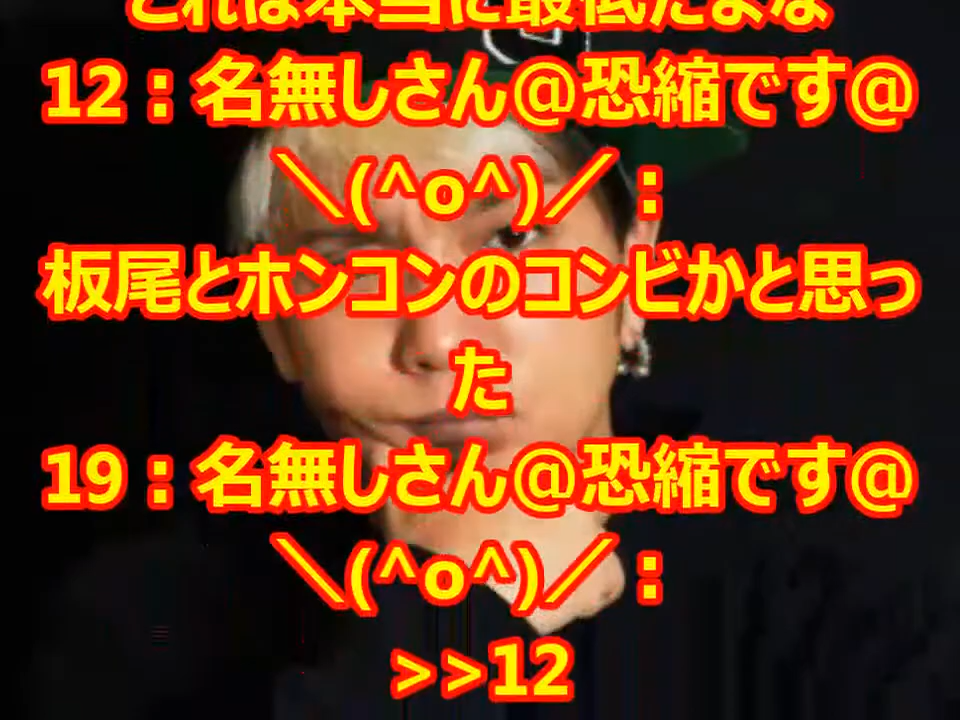 これは本当に最低だよな
12：名無しさん@恐縮です@
＼(^o^)／：
板尾とホンコンのコンビかと思っ
た
19：名無しさん@恐縮です@
＼(^o^)／：
>>12